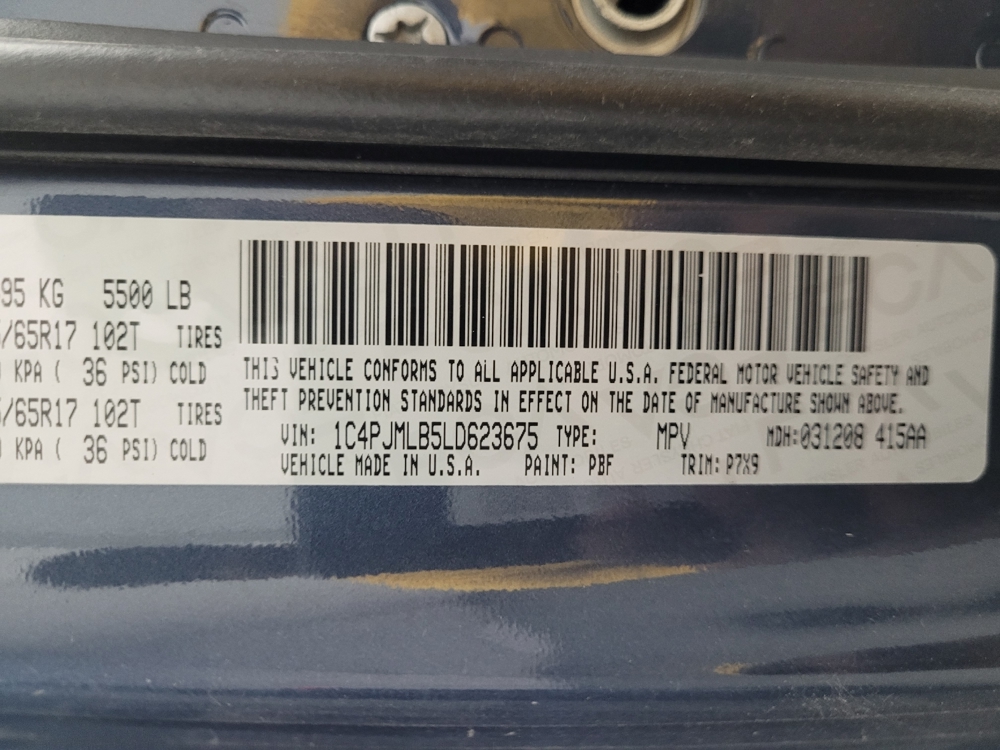 95 KG 5500 LB
/65R17 102T TIRES
KPA ( 36 PSI) COLD
/65R17 102T TIRES
KPA ( 36 PSI) COLD
THIS VEHICLE CONFORMS TO ALL APPLICABLE U.S.A. FEDERAL MOTOR VEHICLE SAFETY AND
THEFT PREVENTION STANDARDS IN EFFECT ON THE DATE OF MANUFACTURE SHOWN ABOVE.
VIN: 1C4PJMLB5LD623675 TYPE: MPV MDH:031208 415AA
VEHICLE MADE IN U.S.A. PAINT: PBF TRIM: P7X9